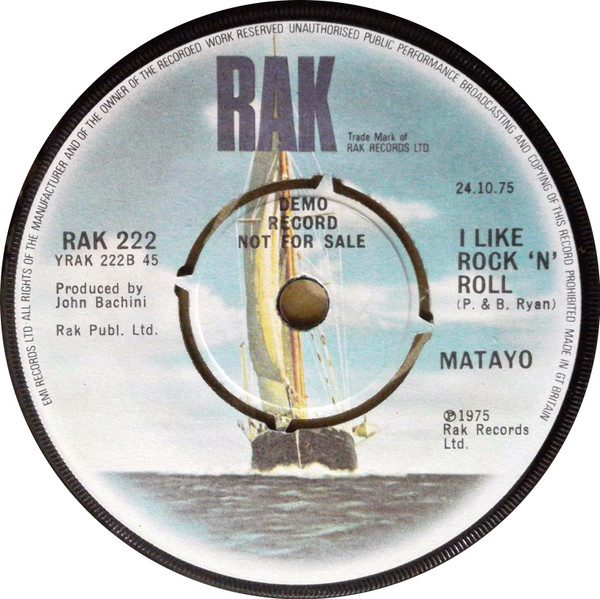 EMI RECORDS LTD· ALL RIGHTS OF THE MANUFACTURER AND OF THE OWNER OF THE RECORDED WORK RESERVED UNAUTHORISED PUBLIC PERFORMANCE BROADCASTING AND COPYING OF THIS RECORD PROHIBITED MADE IN GT BRITAIN
RAK
Trade Mark of
RAK RECORDS LTD.
24.10.75
DEMO
RECORD
NOT FOR SALE
RAK 222
YRAK 222B 45
Produced by
John Bachini
Rak Publ. Ltd.
I LIKE
ROCK ‘N’
ROLL
(P. & B. Ryan)
MATAYO
℗1975
Rak Records
Ltd.